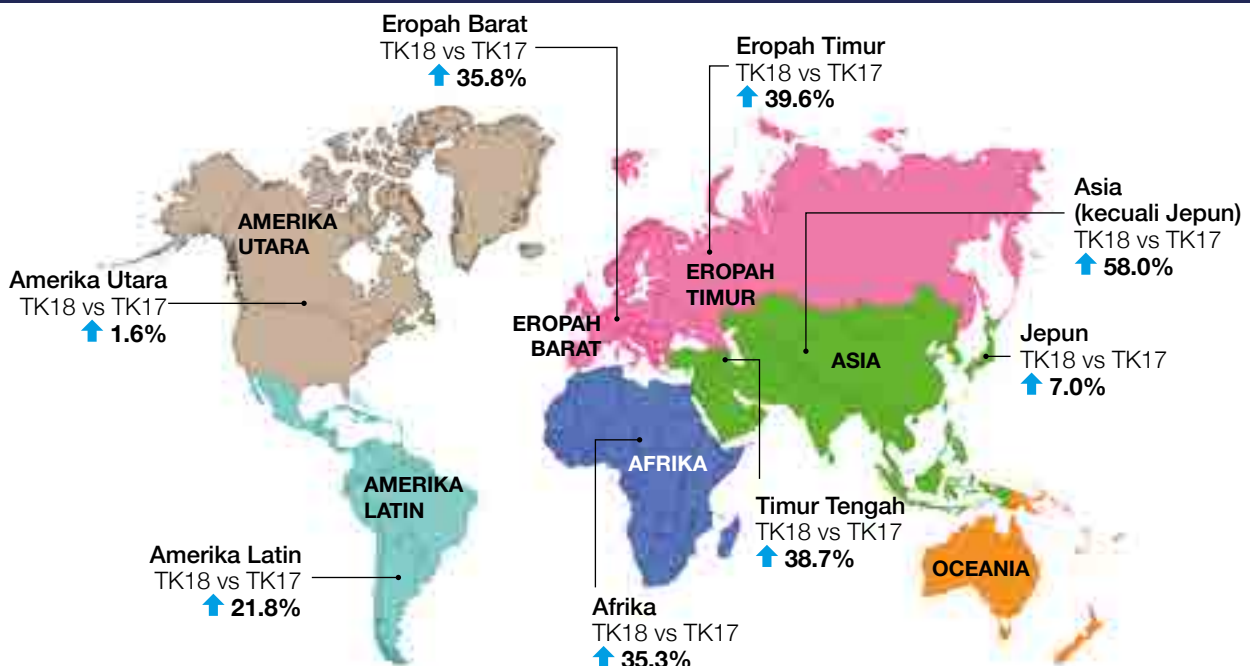 Eropah Barat
TK18 vs TK17
35.8%
Eropah Timur
TK18 vs TK17
39.6%
Asia
(kecuali Jepun)
TK18 vs TK17
58.0%
AMERIKA
UTARA
Amerika Utara
TK18 vs TK17
1.6%
EROPAH
TIMUR
EROPAH
BARAT
ASIA
Jepun
TK18 vs TK17
7.0%
AFRIKA
AMERIKA
LATIN
Timur Tengah
TK18 vs TK17
38.7%
OCEANIA
Amerika Latin
TK18 vs TK17
21.8%
Afrika
TK18 vs TK17
35.3%